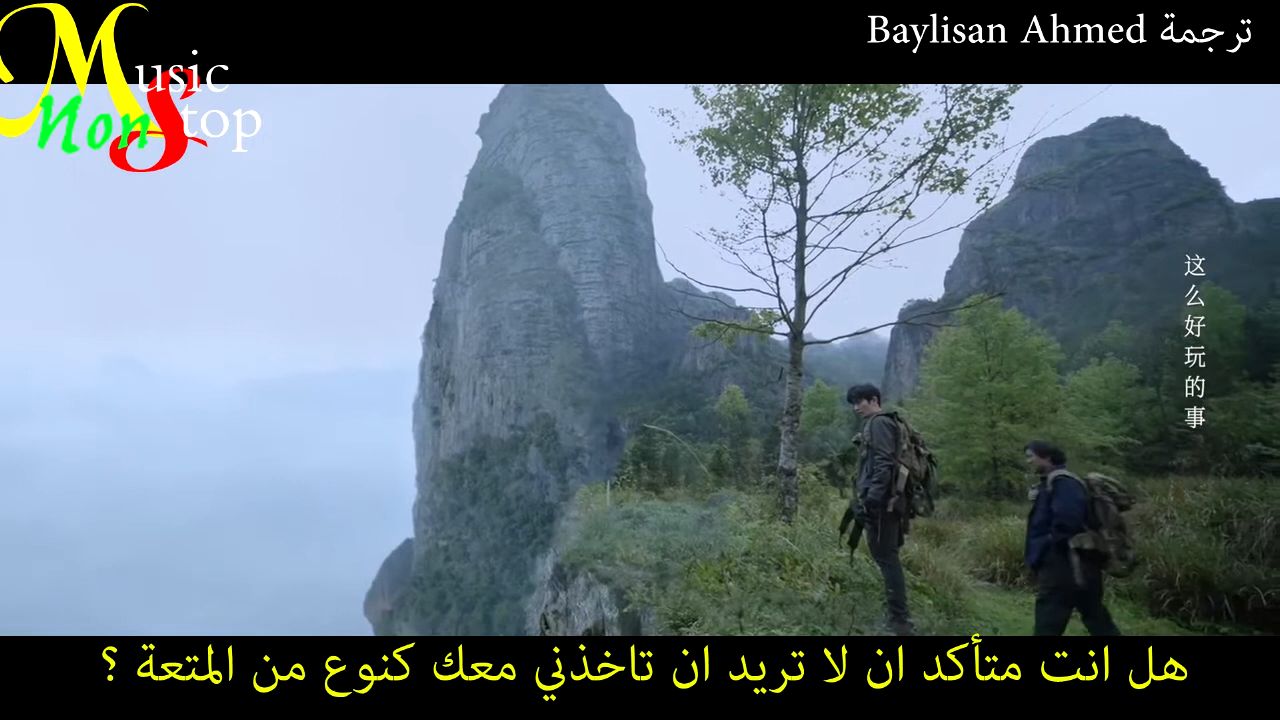 Music
Non Stop
ترجمة Baylisan Ahmed
这么好玩的事
هل انت متأكد ان لا تريد ان تاخذني معك كنوع من المتعة ؟